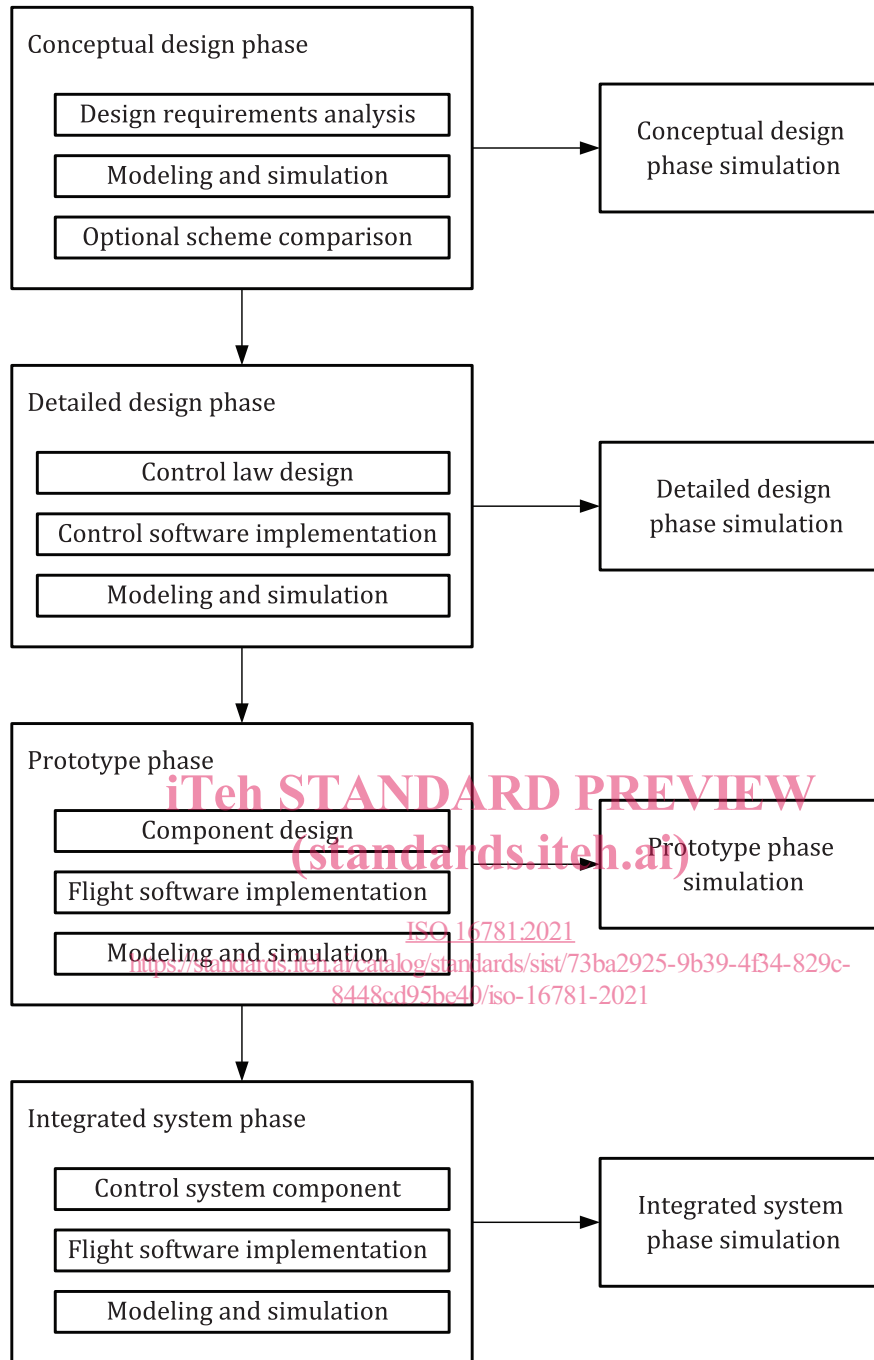 Conceptual design phase
Design requirements analysis
Modeling and simulation
Optional scheme comparison
Conceptual design
phase simulation
Detailed design phase
Control law design
Control software implementation
Modeling and simulation
Detailed design
phase simulation
Prototype phase
iTeh STANDARD PREVIEW
Component design
(standards.iteh.ai)
Flight software implementation
Prototype phase
simulation
ISO 16781:2021
Modeling and simulation
https://standards.iteh.ai/catalog/standards/sist/73ba2925-9b39-4f34-829c-
8448cd95be40/iso-16781-2021
Integrated system phase
Control system component
Flight software implementation
Modeling and simulation
Integrated system
phase simulation